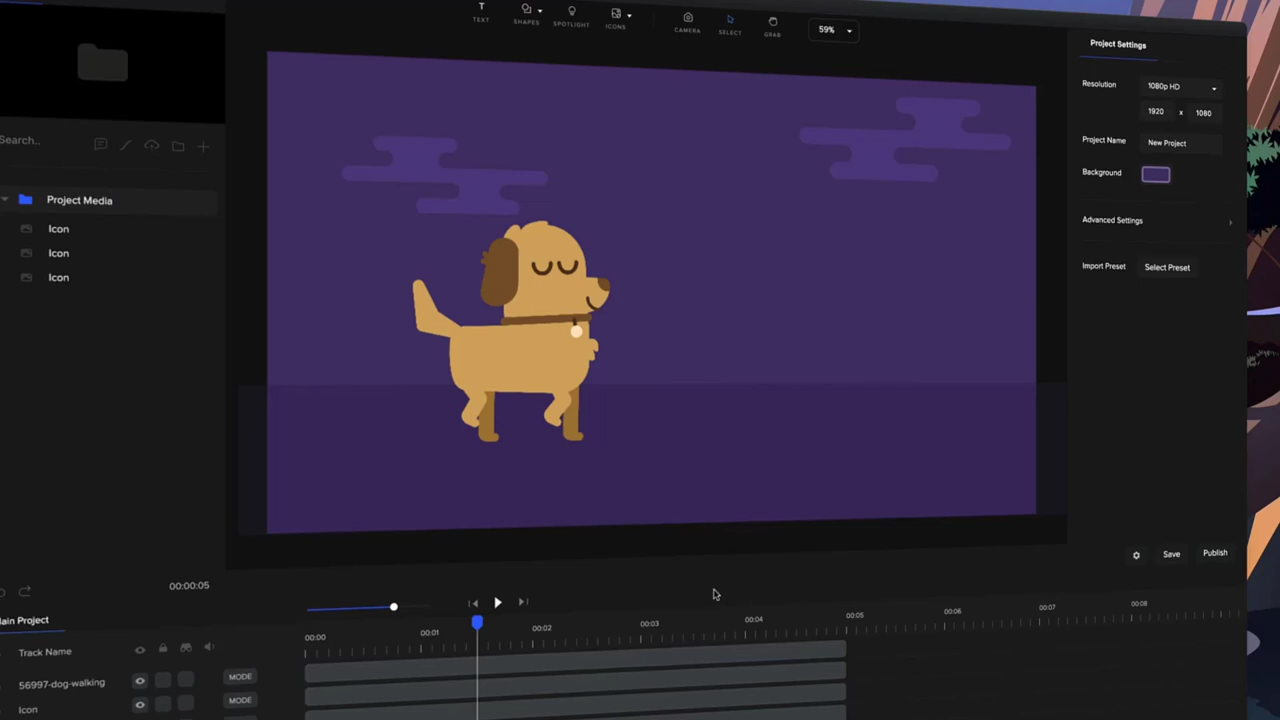 TEXT
SHAPES
SPOTLIGHT
ICONS
CAMERA
SELECT
GRAB
59%
Project Settings
Resolution
1080p HD
1920 x 1080
Project Name
New Project
Background
Advanced Settings
Import Preset
Select Preset
Search..
Project Media
Icon
Icon
Icon
Save
Publish
00:00:05
Main Project
00:00
00:01
00:02
00:03
00:04
00:05
00:06
00:07
00:08
Track Name
56997-dog-walking
MODE
Icon
MODE